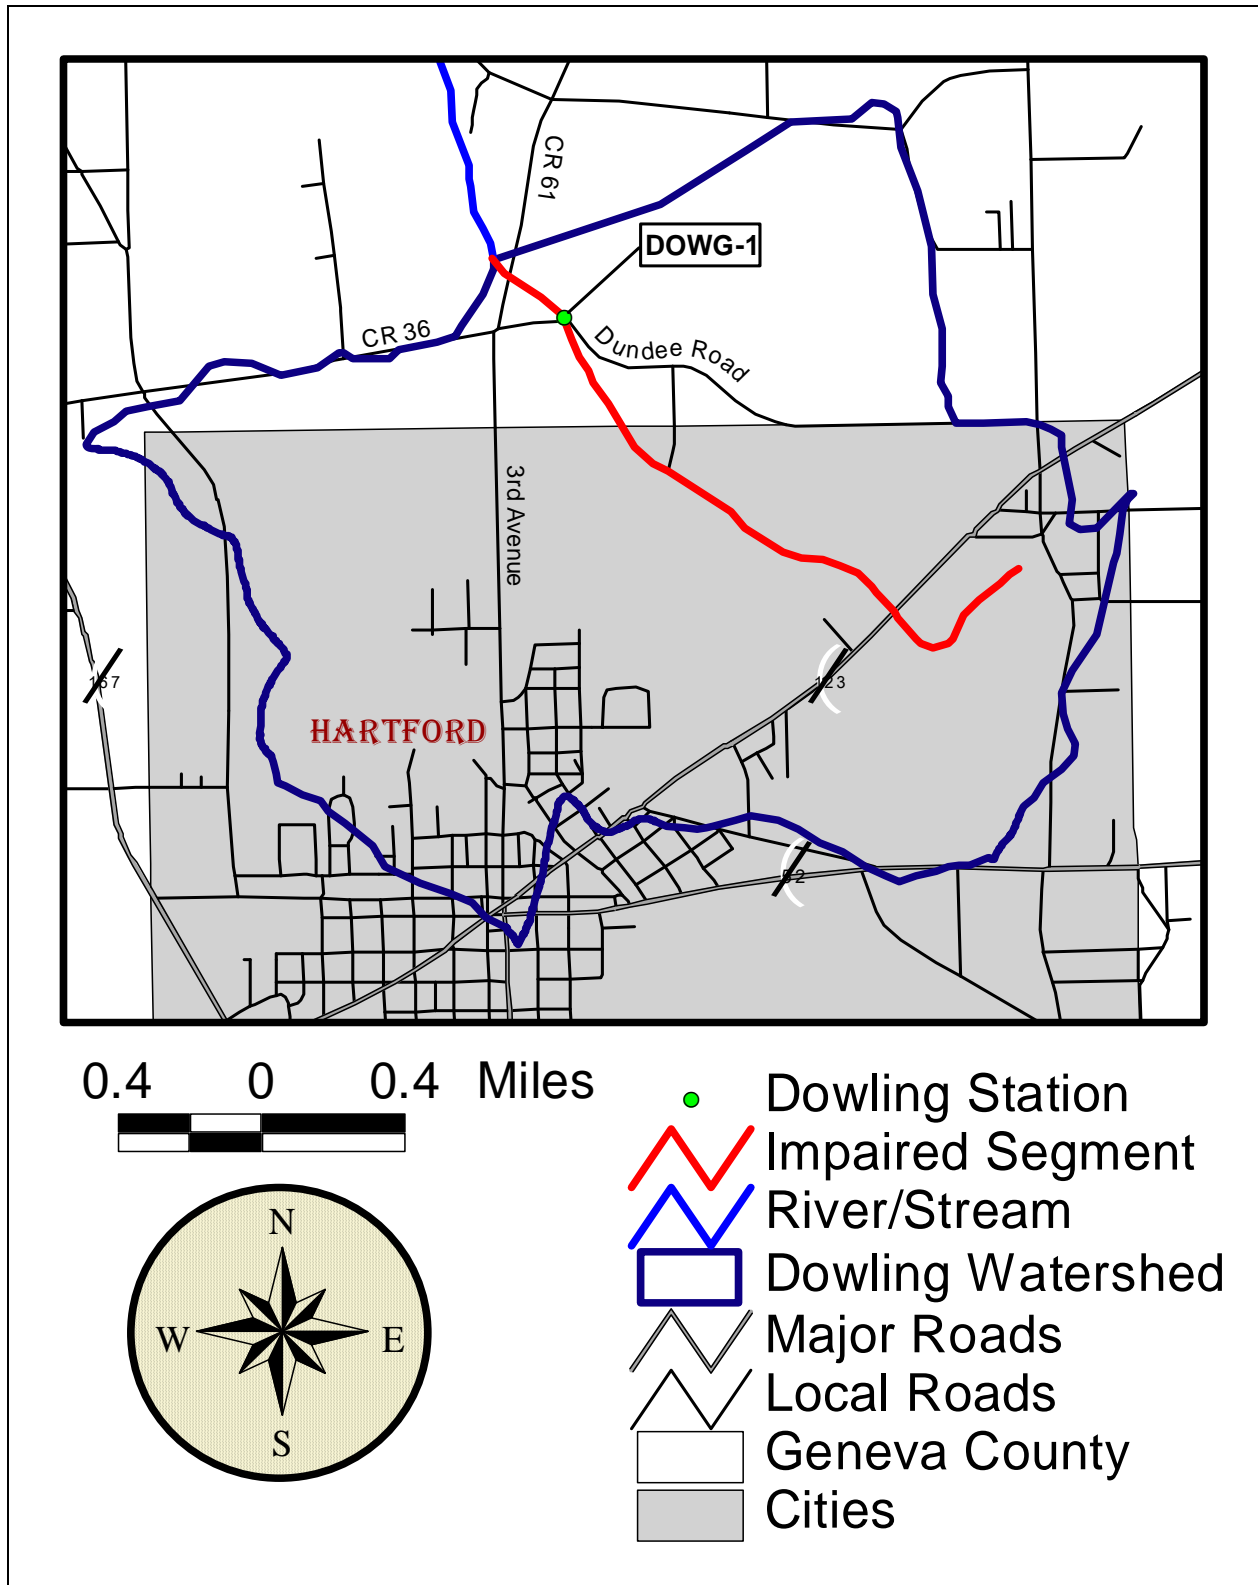 CR 61
DOWG-1
CR 36
Dundee Road
3rd Avenue
167
123
HARTFORD
52
0.4 0 0.4 Miles
N
W E
S
Dowling Station
Impaired Segment
River/Stream
Dowling Watershed
Major Roads
Local Roads
Geneva County
Cities